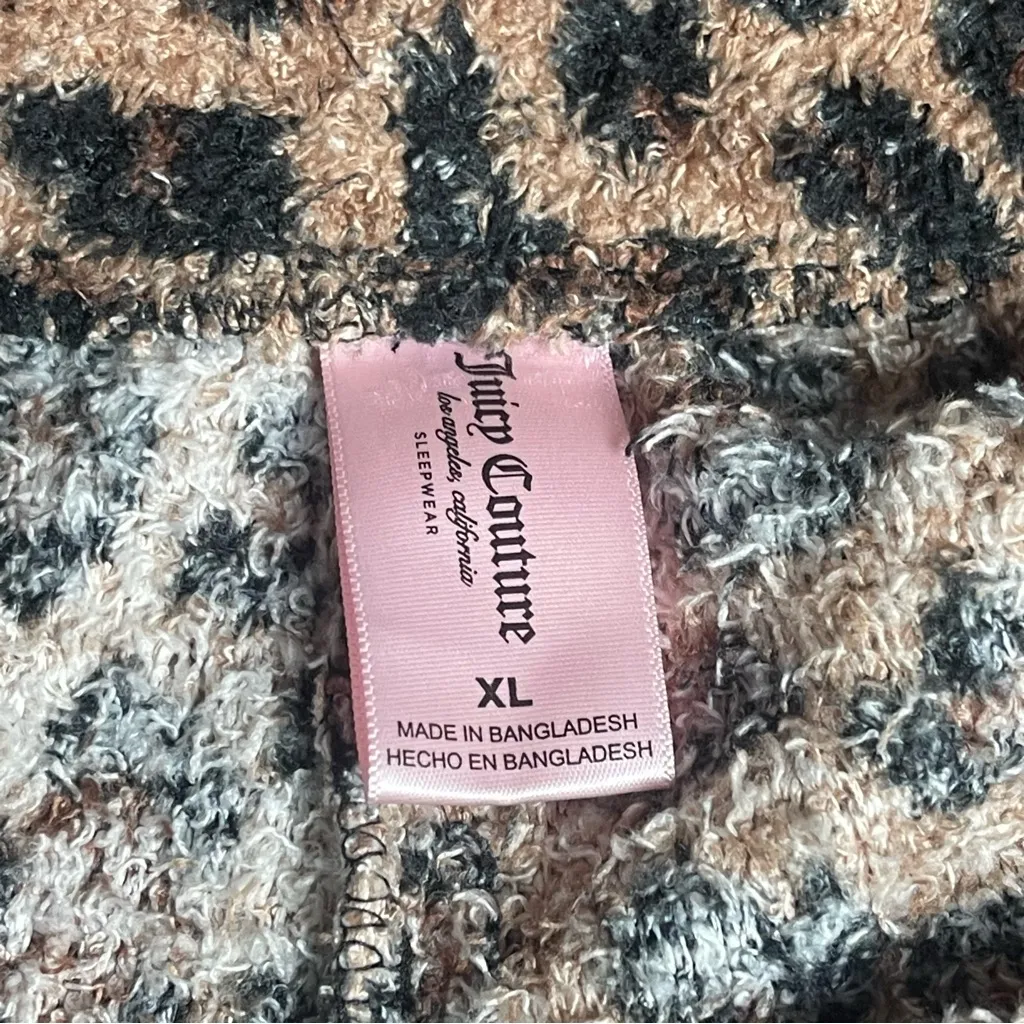 Juicy Couture
los angeles, california
SLEEPWEAR
XL
MADE IN BANGLADESH
HECHO EN BANGLADESH